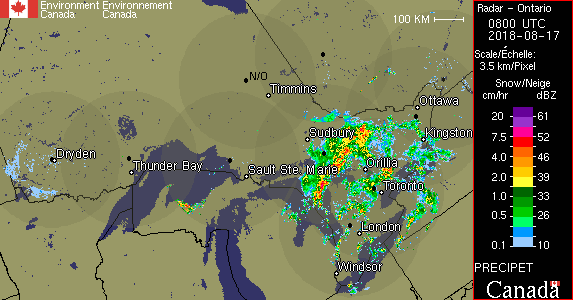 Environment Environnement
Canada Canada
100 KM
N/O
Timmins
Ottawa
Sudbury
Kingston
Dryden
Thunder Bay
Sault Ste. Marie
Orillia
Toronto
London
Windsor
Radar - Ontario
0800 UTC
2018-08-17
Scale/Échelle:
3.5 km/Pixel
Snow/Neige
cm/hr dBZ
20 61
7.5 52
4.0 46
2.0 39
1.0 33
0.5 26
0.1 10
PRECIPET
Canada